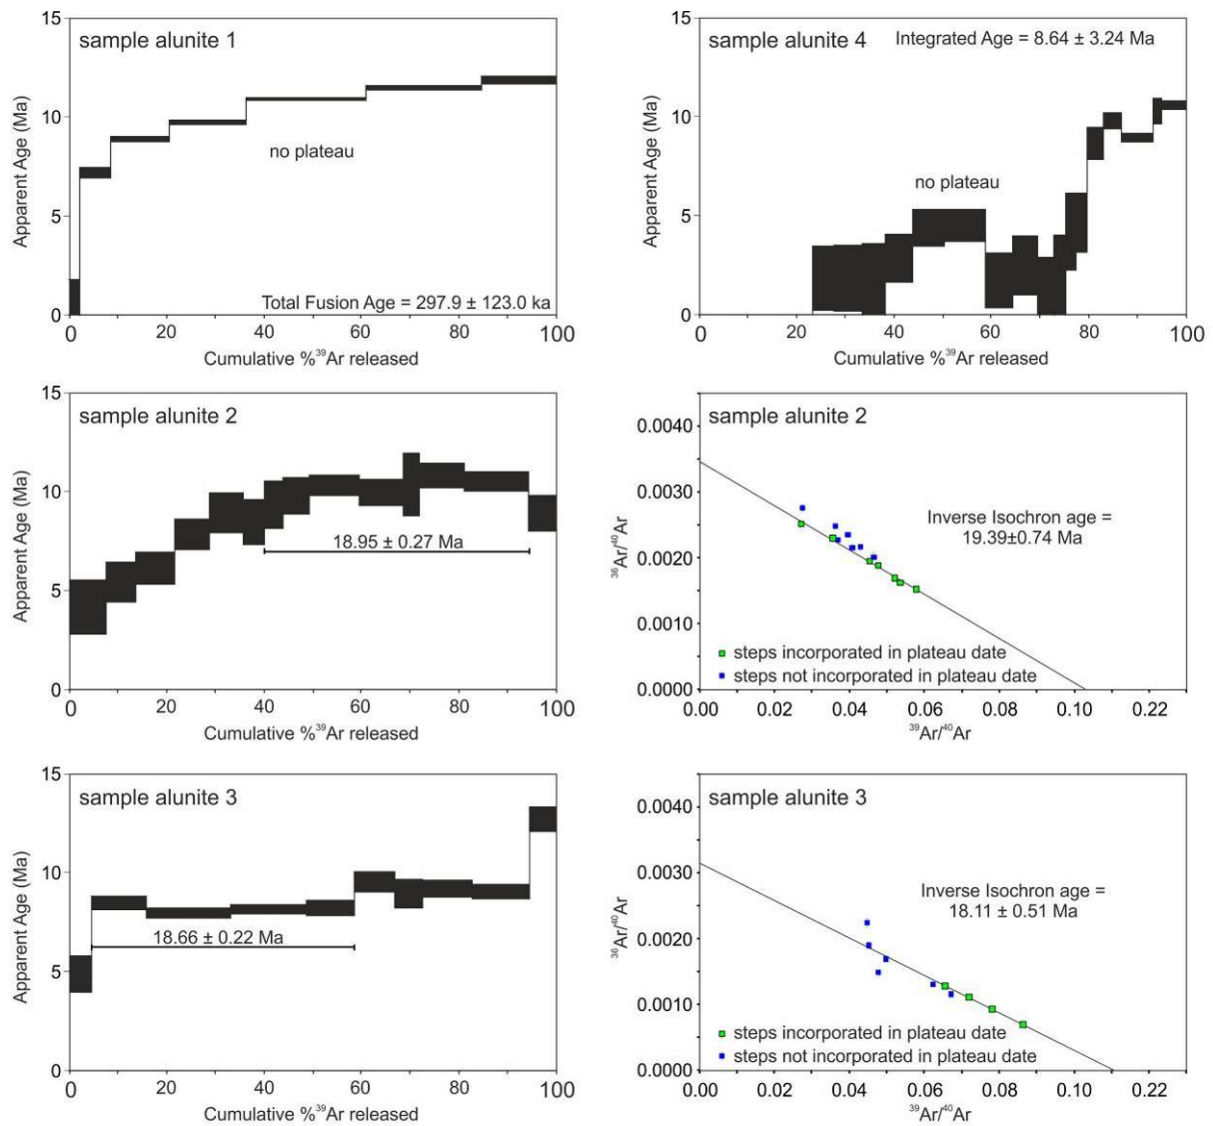 sample alunite 1
15
10
5
0
Apparent Age (Ma)
no plateau
Total Fusion Age = 297.9 ± 123.0 ka
0 20 40 60 80 100
Cumulative %³⁹Ar released
sample alunite 4
Integrated Age = 8.64 ± 3.24 Ma
15
10
5
0
Apparent Age (Ma)
no plateau
0 20 40 60 80 100
Cumulative %³⁹Ar released
sample alunite 2
15
10
5
0
Apparent Age (Ma)
18.95 ± 0.27 Ma
0 20 40 60 80 100
Cumulative %³⁹Ar released
sample alunite 2
0.0040
0.0030
0.0020
0.0010
0.0000
³⁶Ar/⁴⁰Ar
Inverse Isochron age =
19.39±0.74 Ma
steps incorporated in plateau date
steps not incorporated in plateau date
0.00 0.02 0.04 0.06 0.08 0.10 0.22
³⁹Ar/⁴⁰Ar
sample alunite 3
15
10
5
0
Apparent Age (Ma)
18.66 ± 0.22 Ma
0 20 40 60 80 100
Cumulative %³⁹Ar released
sample alunite 3
0.0040
0.0030
0.0020
0.0010
0.0000
³⁶Ar/⁴⁰Ar
Inverse Isochron age =
18.11 ± 0.51 Ma
steps incorporated in plateau date
steps not incorporated in plateau date
0.00 0.02 0.04 0.06 0.08 0.10 0.22
³⁹Ar/⁴⁰Ar